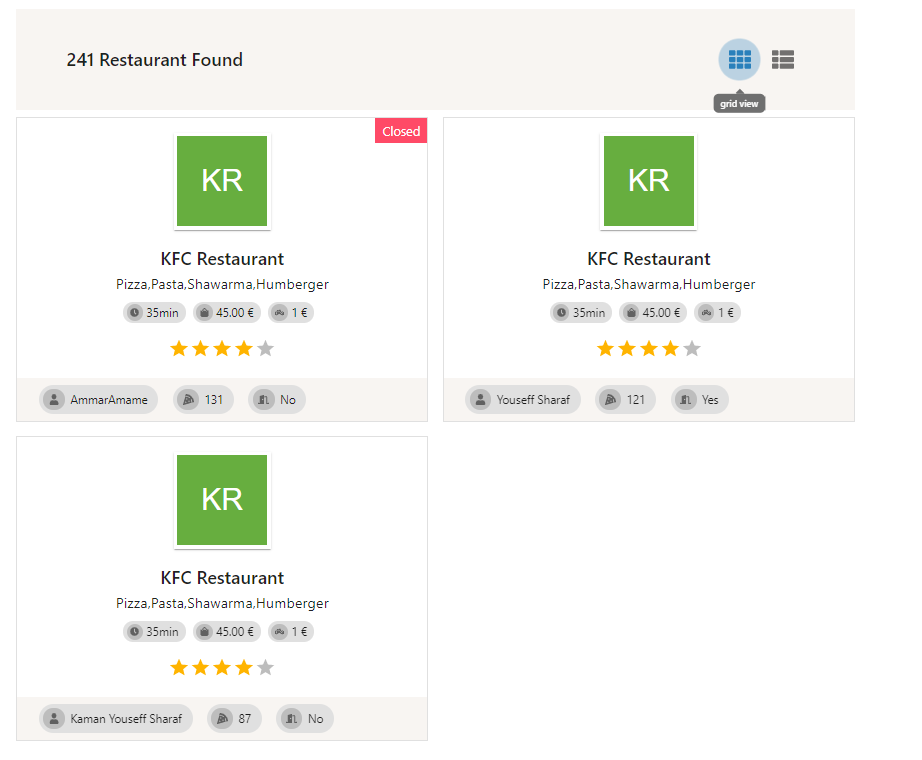 241 Restaurant Found
grid view
Closed
KR
KFC Restaurant
Pizza,Pasta,Shawarma,Humberger
35min 45.00 € 1 €
AmmarAmame 131 No
KR
KFC Restaurant
Pizza,Pasta,Shawarma,Humberger
35min 45.00 € 1 €
Youseff Sharaf 121 Yes
KR
KFC Restaurant
Pizza,Pasta,Shawarma,Humberger
35min 45.00 € 1 €
Kaman Youseff Sharaf 87 No